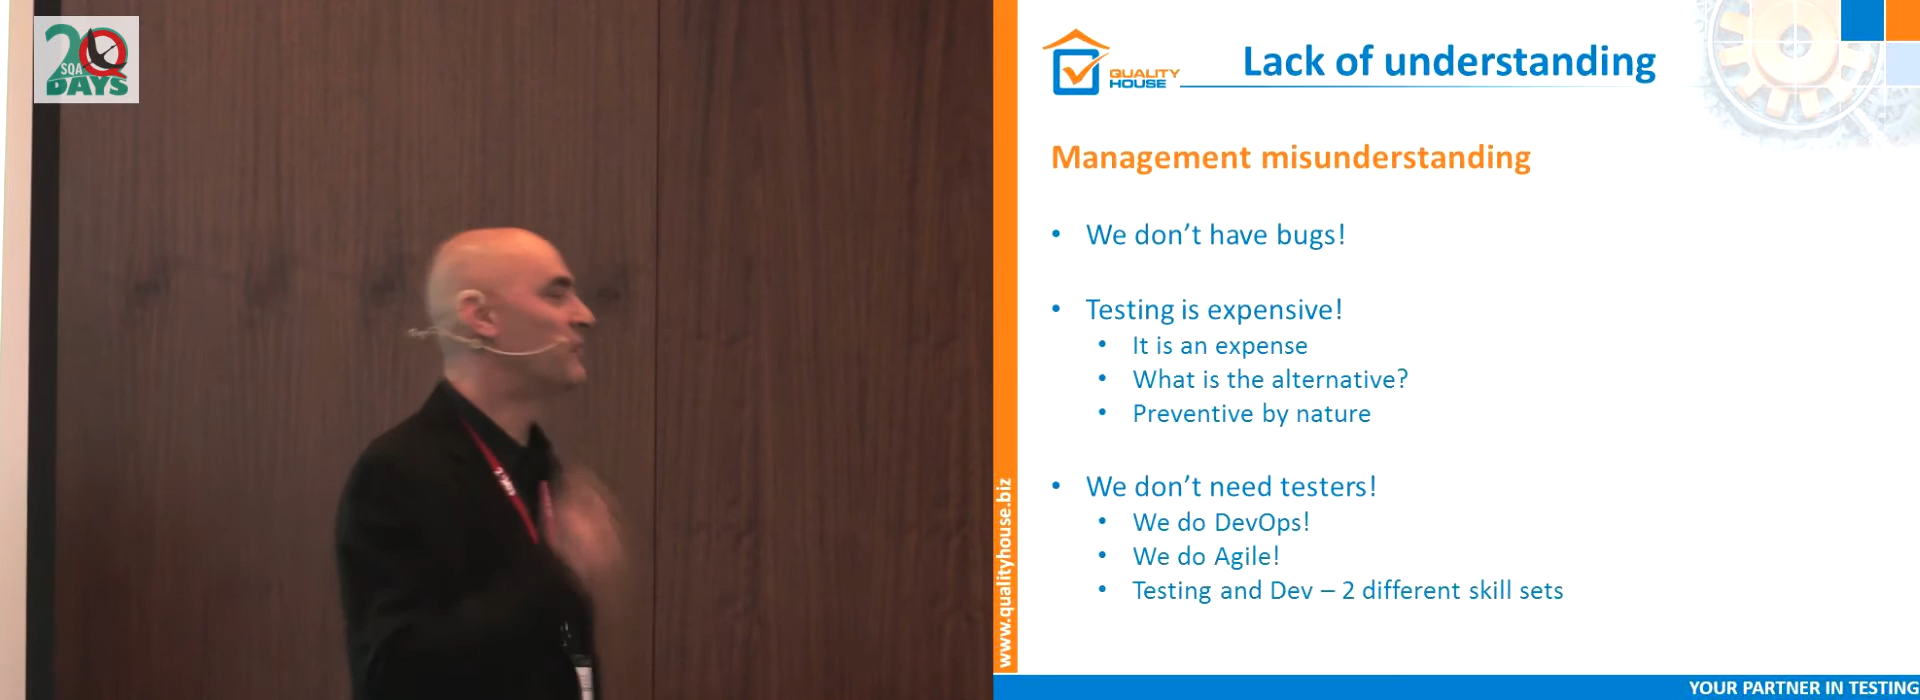 20
SQA
DAYS
QUALITY
HOUSE
Lack of understanding
Management misunderstanding
• We don’t have bugs!
• Testing is expensive!
• It is an expense
• What is the alternative?
• Preventive by nature
• We don’t need testers!
• We do DevOps!
• We do Agile!
• Testing and Dev – 2 different skill sets
www.qualityhouse.biz
YOUR PARTNER IN TESTING